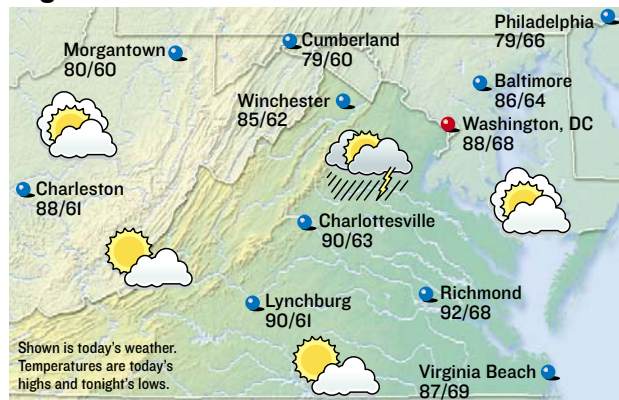 Philadelphia
79/66
Morgantown
80/60
Cumberland
79/60
Baltimore
86/64
Winchester
85/62
Washington, DC
88/68
Charleston
88/61
Charlottesville
90/63
Lynchburg
90/61
Richmond
92/68
Shown is today's weather.
Temperatures are today's
highs and tonight's lows.
Virginia Beach
87/69